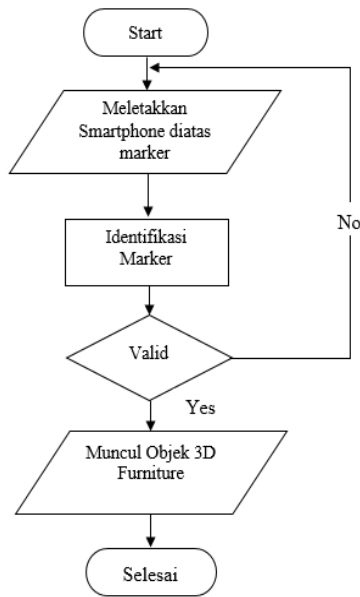 Start
Meletakkan
Smartphone diatas
marker
Identifikasi
Marker
No
Valid
Yes
Muncul Objek 3D
Furniture
Selesai